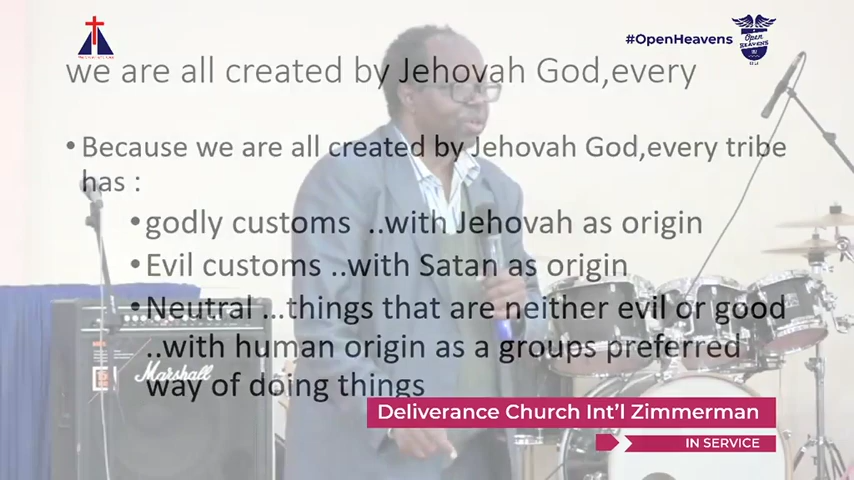 #OpenHeavens
Open
HEAVENS
we are all created by Jehovah God,every
• Because we are all created by Jehovah God,every tribe
has :
• godly customs ..with Jehovah as origin
• Evil customs ..with Satan as origin
• Neutral ...things that are neither evil or good
..with human origin as a groups preferred
way of doing things
Marshall
Deliverance Church Int'l Zimmerman
IN SERVICE